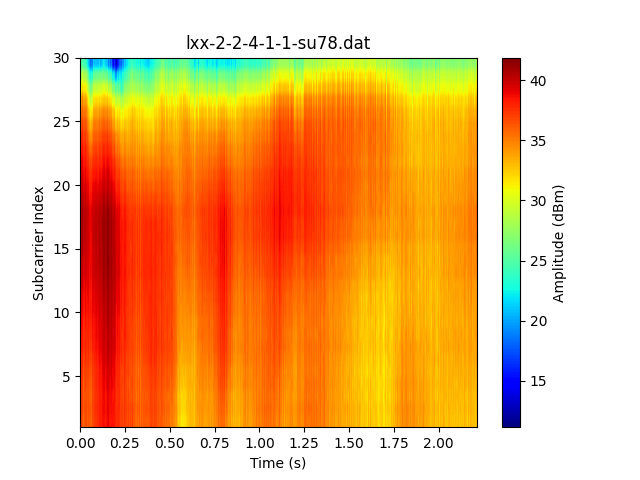 lxx-2-2-4-1-1-su78.dat
30
25
20
15
10
5
Subcarrier Index
0.00 0.25 0.50 0.75 1.00 1.25 1.50 1.75 2.00
Time (s)
40
35
30
25
20
15
Amplitude (dBm)